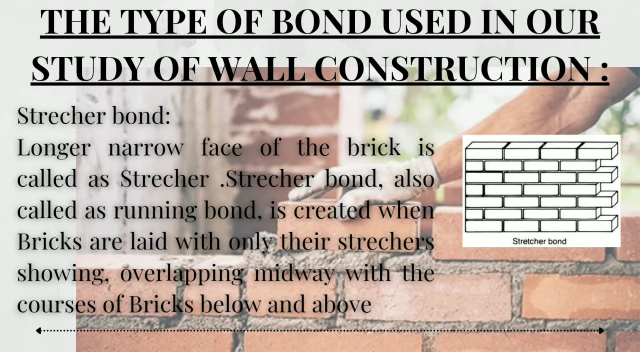 THE TYPE OF BOND USED IN OUR
STUDY OF WALL CONSTRUCTION :
Strecher bond:
Longer narrow face of the brick is
called as Strecher .Strecher bond, also
called as running bond, is created when
Bricks are laid with only their strechers
showing, overlapping midway with the
courses of Bricks below and above
Stretcher bond